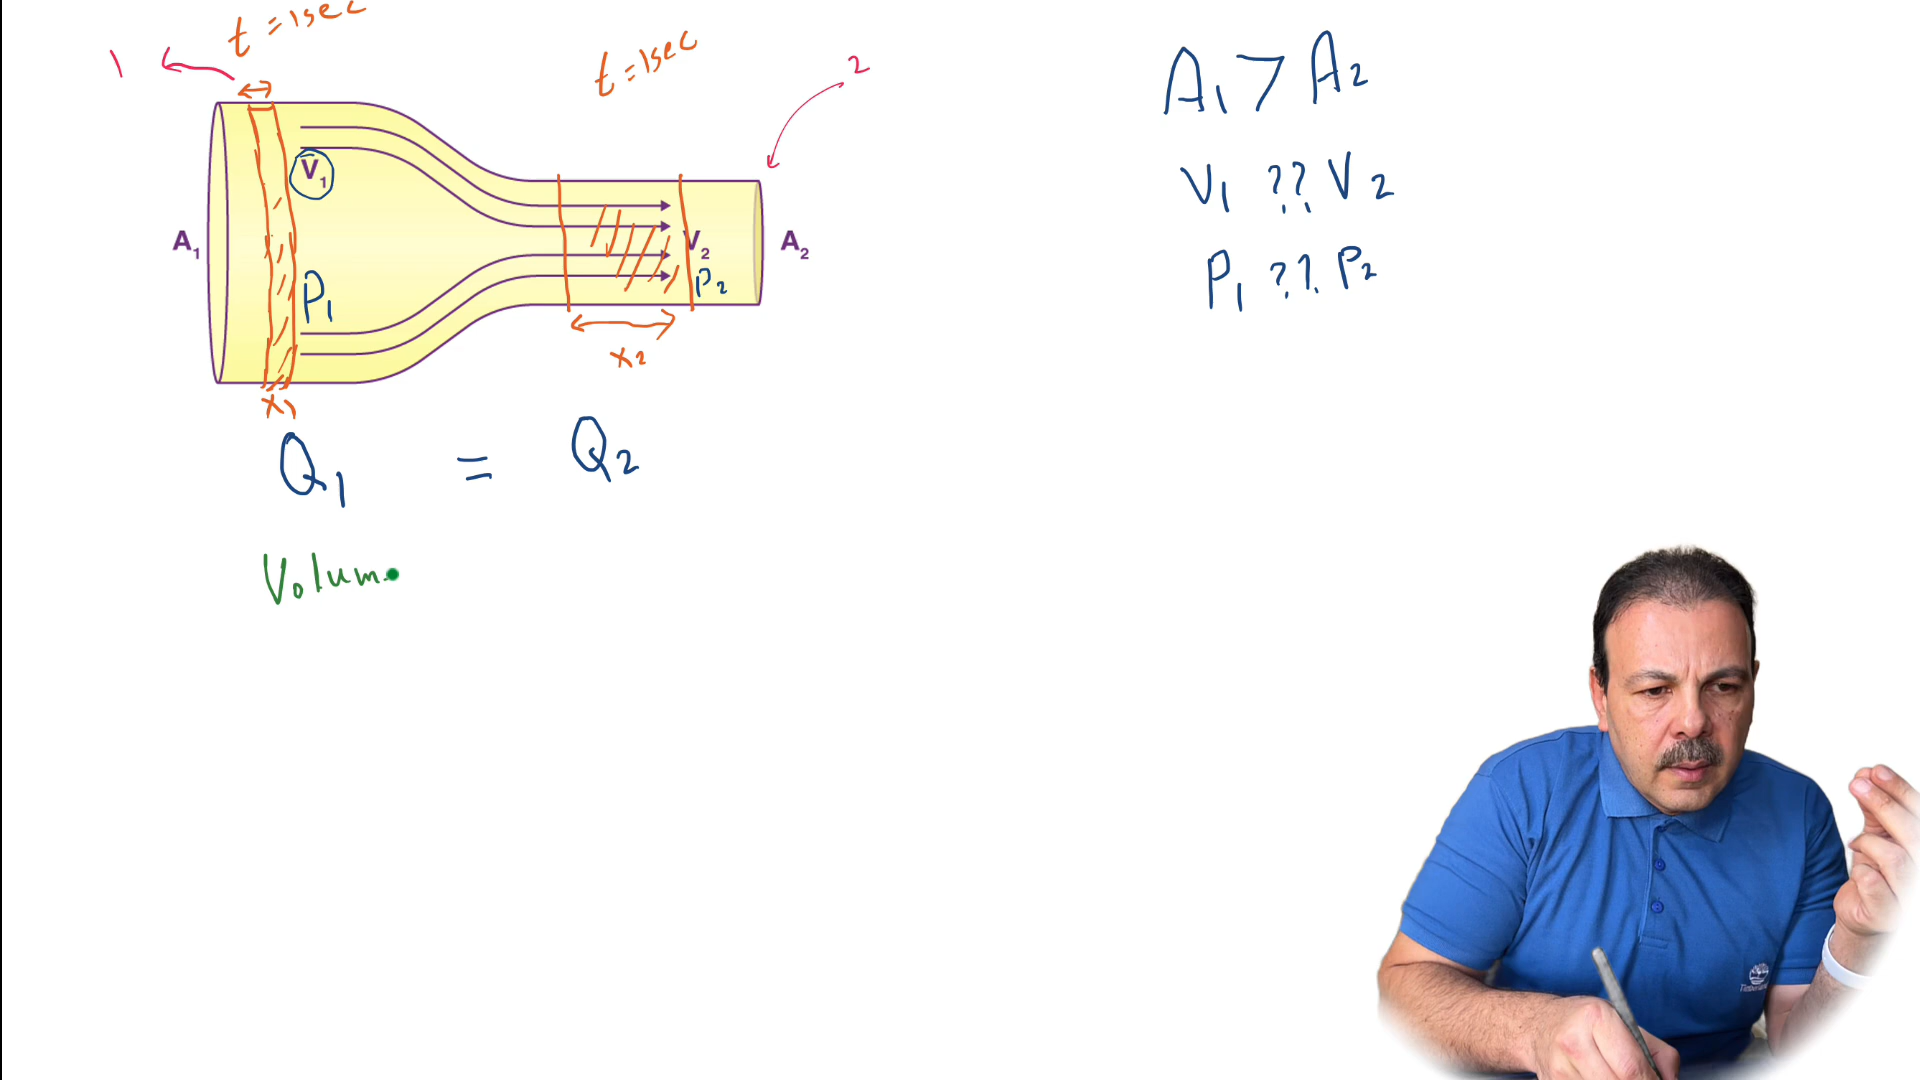 t = 1sec
t = 1sec
1
2
A1 > A2
V1
V1 ?? V2
A1
V2
A2
P1
P2
P1 ?? P2
x2
x1
Q1 = Q2
Volum